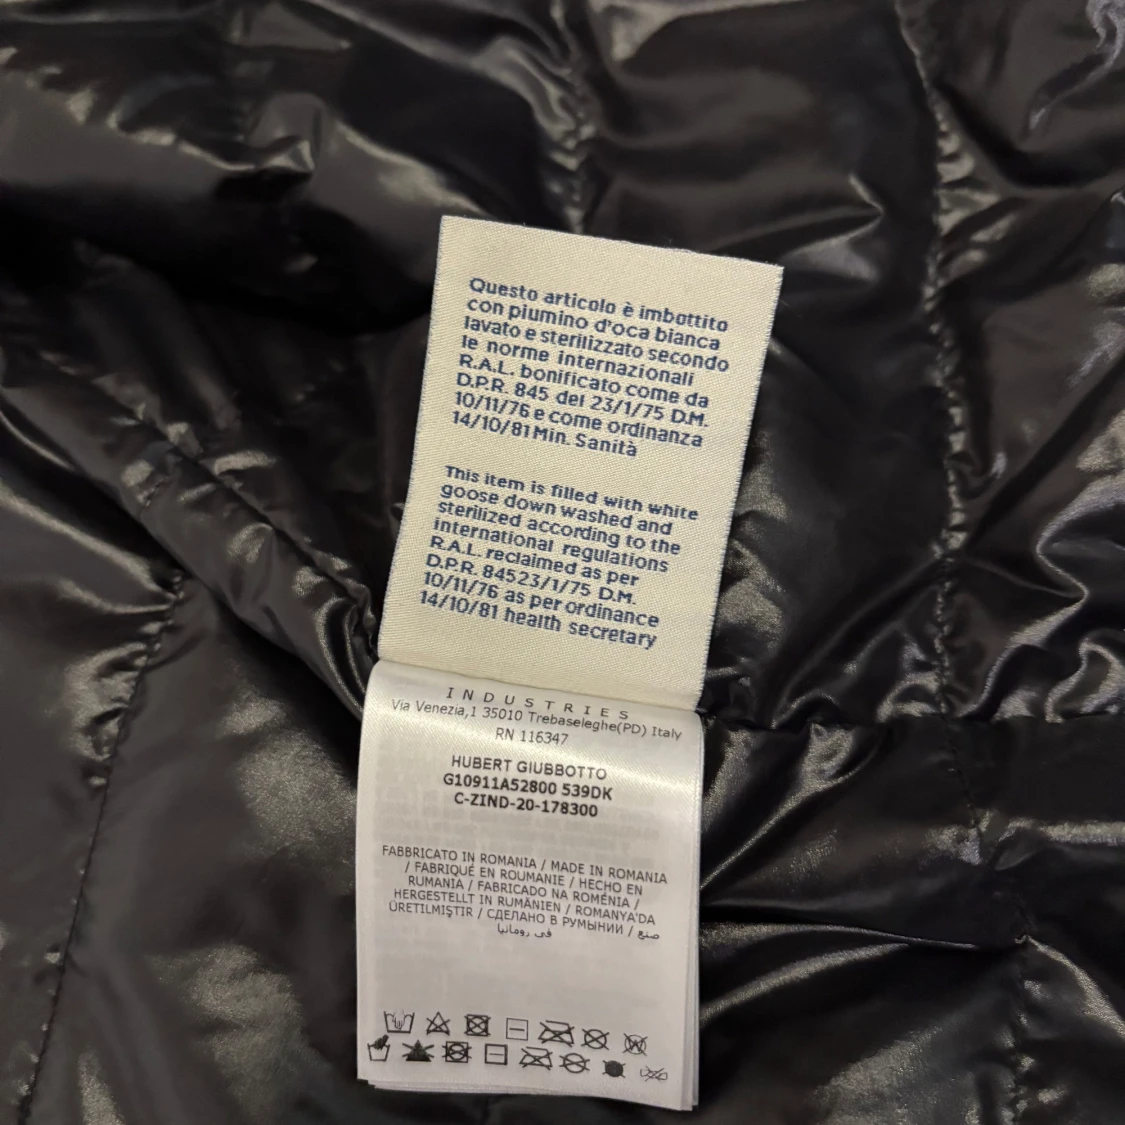 Questo articolo è imbottito
con piumino d'oca bianca
lavato e sterilizzato secondo
le norme internazionali
R.A.L. bonificato come da
D.P.R. 845 del 23/1/75 D.M.
10/11/76 e come ordinanza
14/10/81 Min. Sanità
This item is filled with white
goose down washed and
sterilized according to the
international regulations
R.A.L. reclaimed as per
D.P.R. 84523/1/75 D.M.
10/11/76 as per ordinance
14/10/81 health secretary
INDUSTRIES
Via Venezia,1 35010 Trebaseleghe(PD) Italy
RN 116347
HUBERT GIUBBOTTO
G10911A52800 539DK
C-ZIND-20-178300
FABBRICATO IN ROMANIA / MADE IN ROMANIA
/ FABRIQUÉ EN ROUMANIE / HECHO EN
RUMANIA / FABRICADO NA ROMÉNIA /
HERGESTELLT IN RUMÄNIEN / ROMANYA'DA
ÜRETILMIŞTIR / СДЕЛАНО В РУМЫНИИ / صنع
في رومانيا